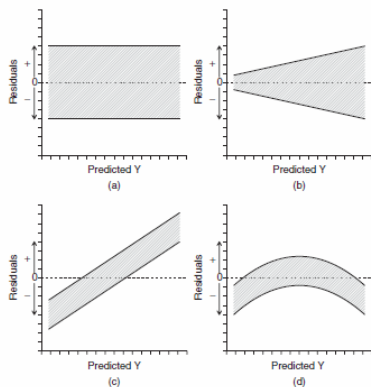 Residuals
+
0
−
Predicted Y
(a)
Residuals
+
0
−
Predicted Y
(b)
Residuals
+
0
−
Predicted Y
(c)
Residuals
+
0
−
Predicted Y
(d)